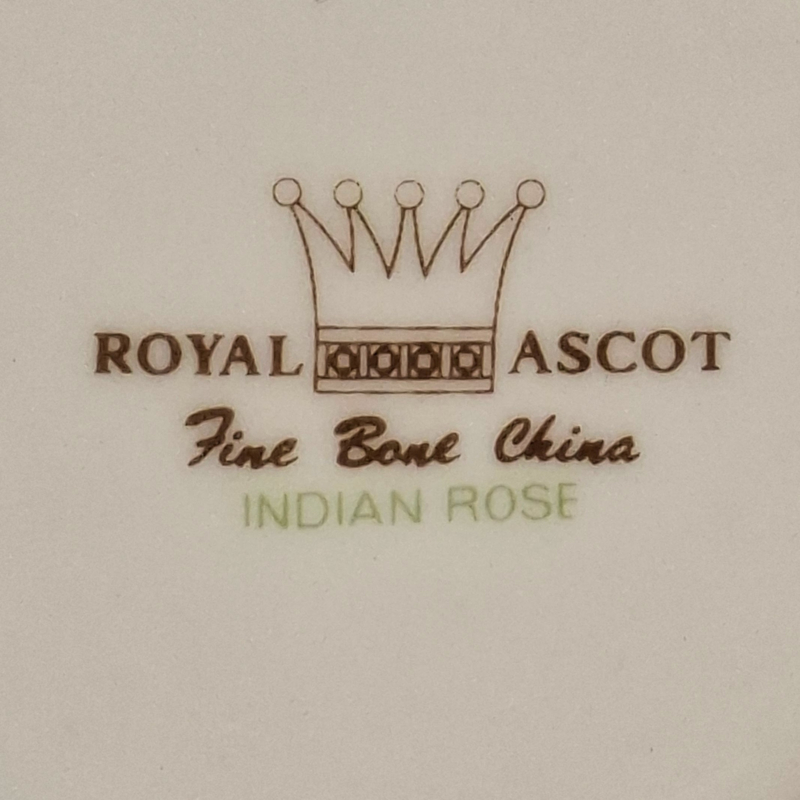 ROYAL ASCOT
Fine Bone China
INDIAN ROSE